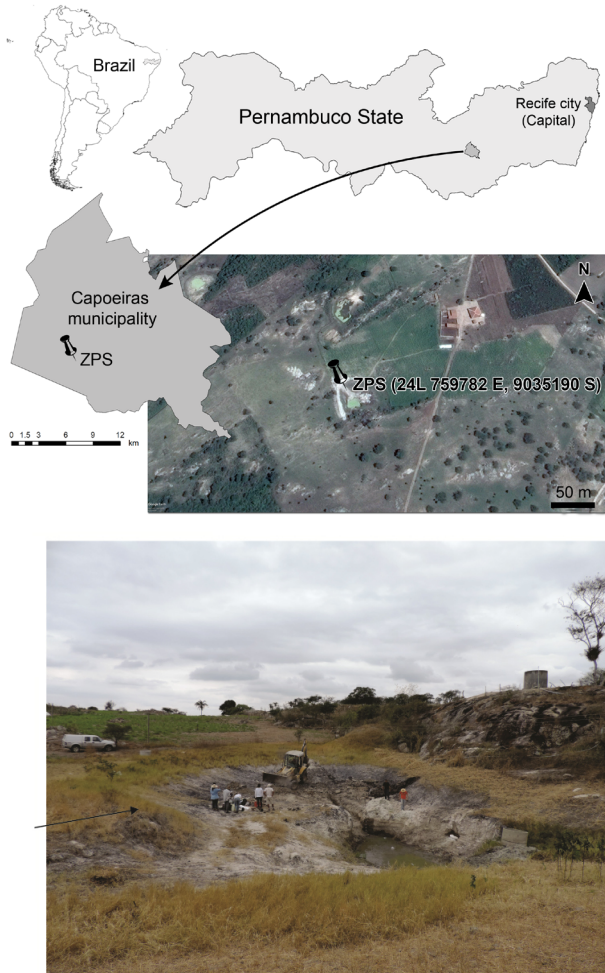 Brazil
Pernambuco State
Recife city
(Capital)
Capoeiras
municipality
ZPS
N
ZPS (24L 759782 E, 9035190 S)
0 1.5 3 6 9 12
km
50 m